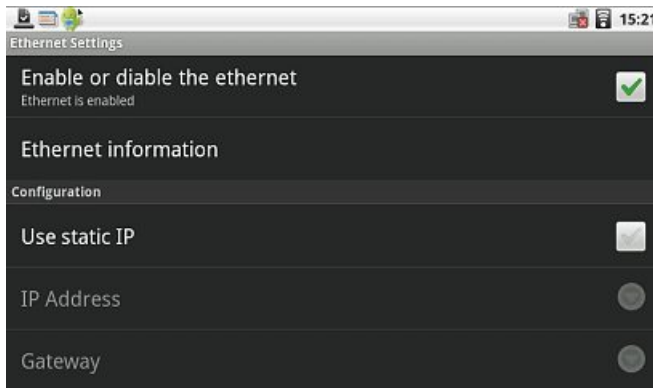 15:21
Ethernet Settings
Enable or diable the ethernet
Ethernet is enabled
Ethernet information
Configuration
Use static IP
IP Address
Gateway